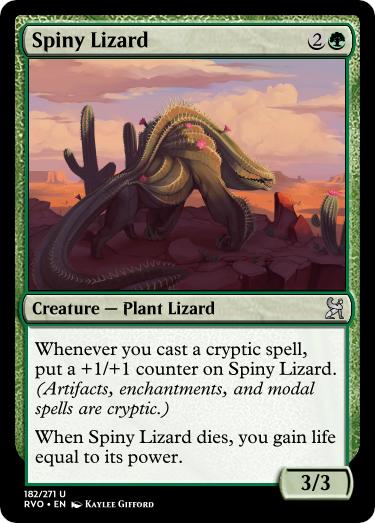 Spiny Lizard 2
Creature — Plant Lizard
Whenever you cast a cryptic spell,
put a +1/+1 counter on Spiny Lizard.
(Artifacts, enchantments, and modal
spells are cryptic.)
When Spiny Lizard dies, you gain life
equal to its power.
3/3
182/271 U
RVO • EN Kaylee Gifford